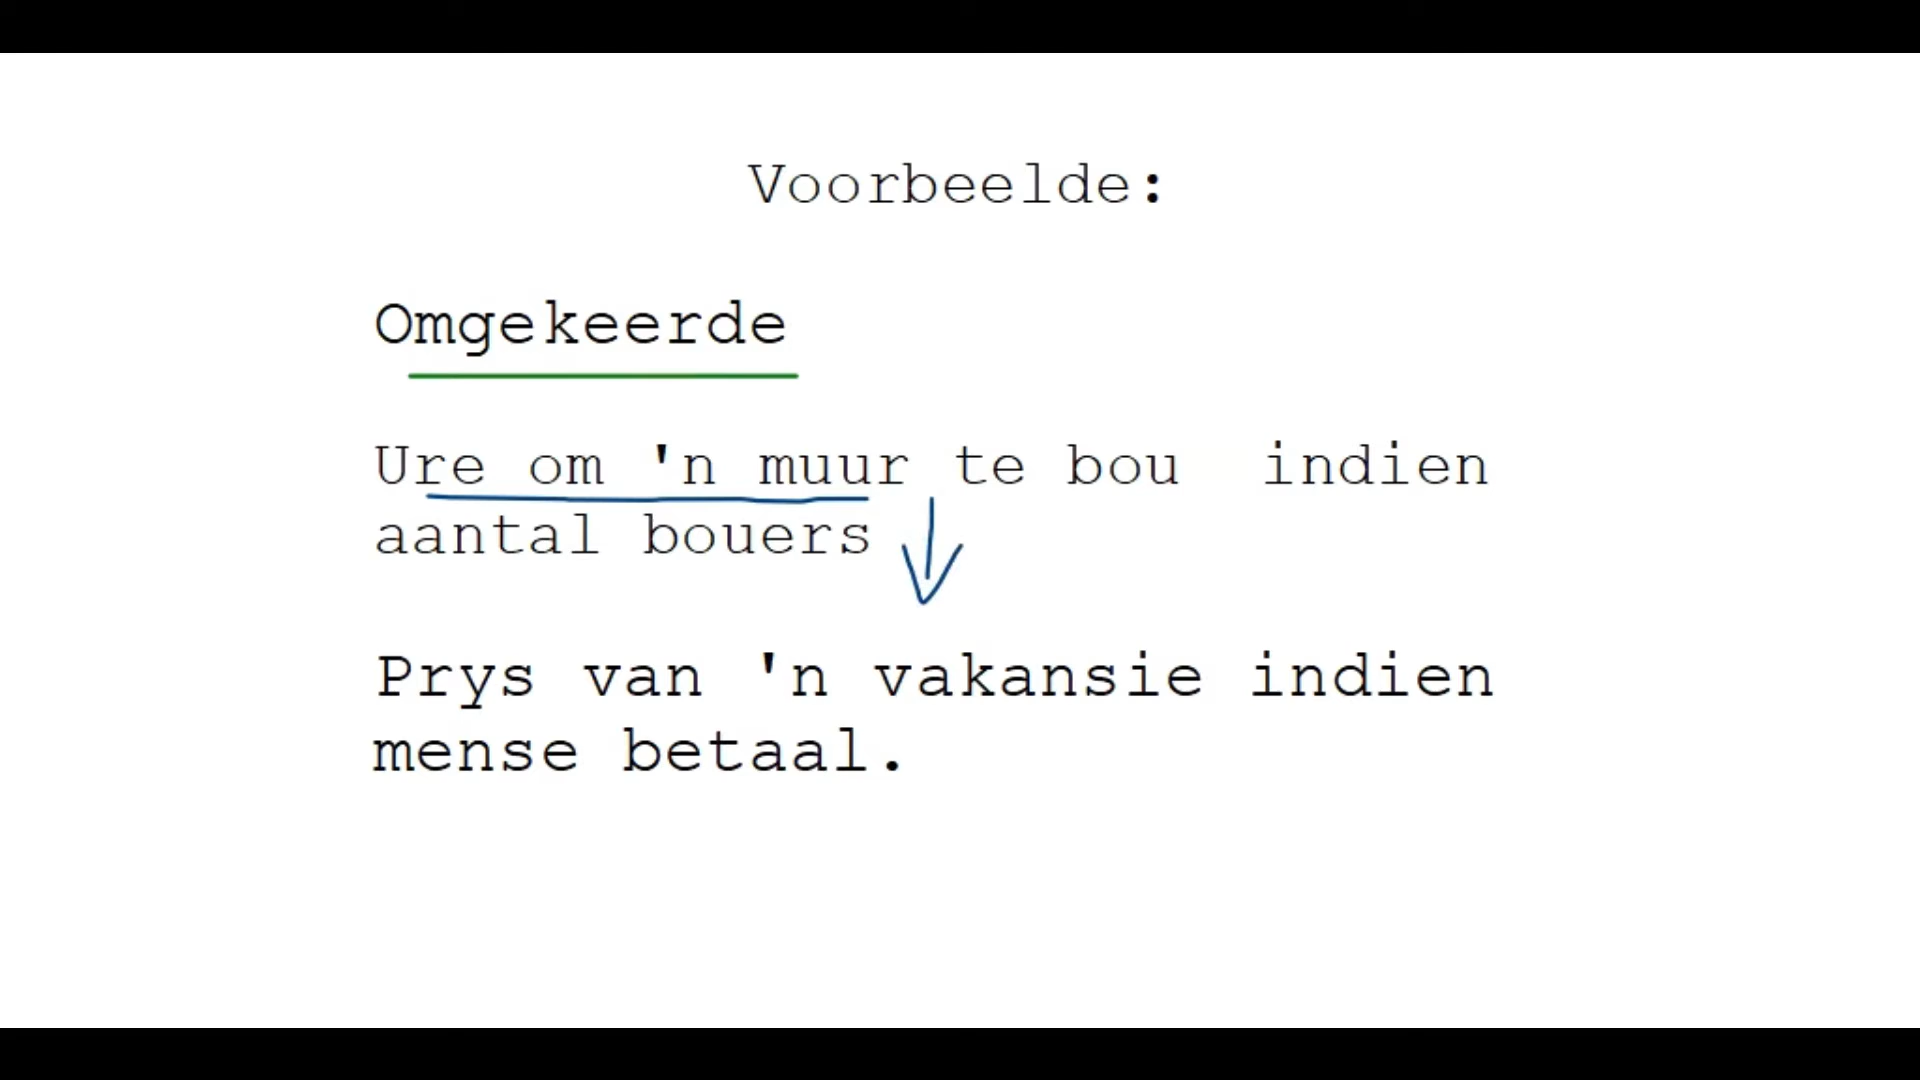 Voorbeelde:
Omgekeerde
Ure om 'n muur te bou indien
aantal bouers
Prys van 'n vakansie indien
mense betaal.